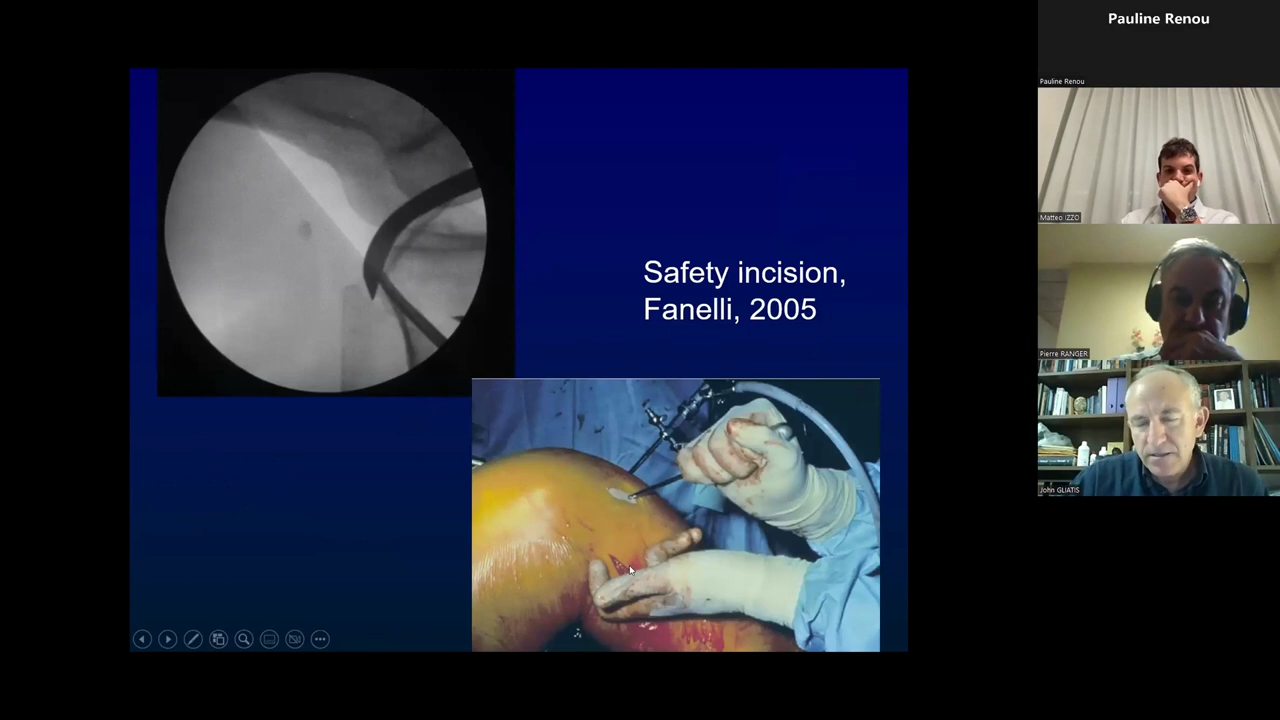 Safety incision,
Fanelli, 2005
Pauline Renou
Pauline Renou
Matteo IZZO
Pierre RANGER
John GLIATIS